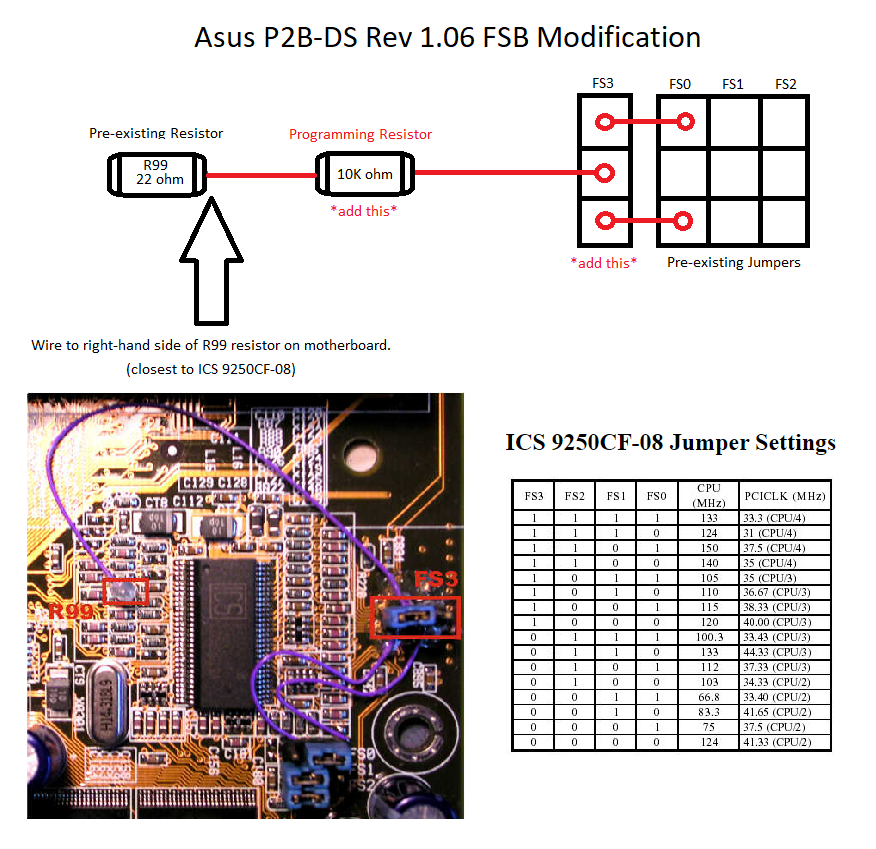 Asus P2B-DS Rev 1.06 FSB Modification
FS3 FS0 FS1 FS2
Pre-existing Resistor
Programming Resistor
R99
22 ohm
10K ohm
*add this*
*add this*
Pre-existing Jumpers
Wire to right-hand side of R99 resistor on motherboard.
(closest to ICS 9250CF-08)
C129 C128
CT8 C112
R99
FS3
H14.318L9
FS0
FS1
FS2
ICS 9250CF-08 Jumper Settings
FS3 FS2 FS1 FS0 CPU (MHz) PCICLK (MHz)
1 1 1 1 133 33.3 (CPU/4)
1 1 1 0 124 31 (CPU/4)
1 1 0 1 150 37.5 (CPU/4)
1 1 0 0 140 35 (CPU/4)
1 0 1 1 105 35 (CPU/3)
1 0 1 0 110 36.67 (CPU/3)
1 0 0 1 115 38.33 (CPU/3)
1 0 0 0 120 40.00 (CPU/3)
0 1 1 1 100.3 33.43 (CPU/3)
0 1 1 0 133 44.33 (CPU/3)
0 1 0 1 112 37.33 (CPU/3)
0 1 0 0 103 34.33 (CPU/2)
0 0 1 1 66.8 33.40 (CPU/2)
0 0 1 0 83.3 41.65 (CPU/2)
0 0 0 1 75 37.5 (CPU/2)
0 0 0 0 124 41.33 (CPU/2)